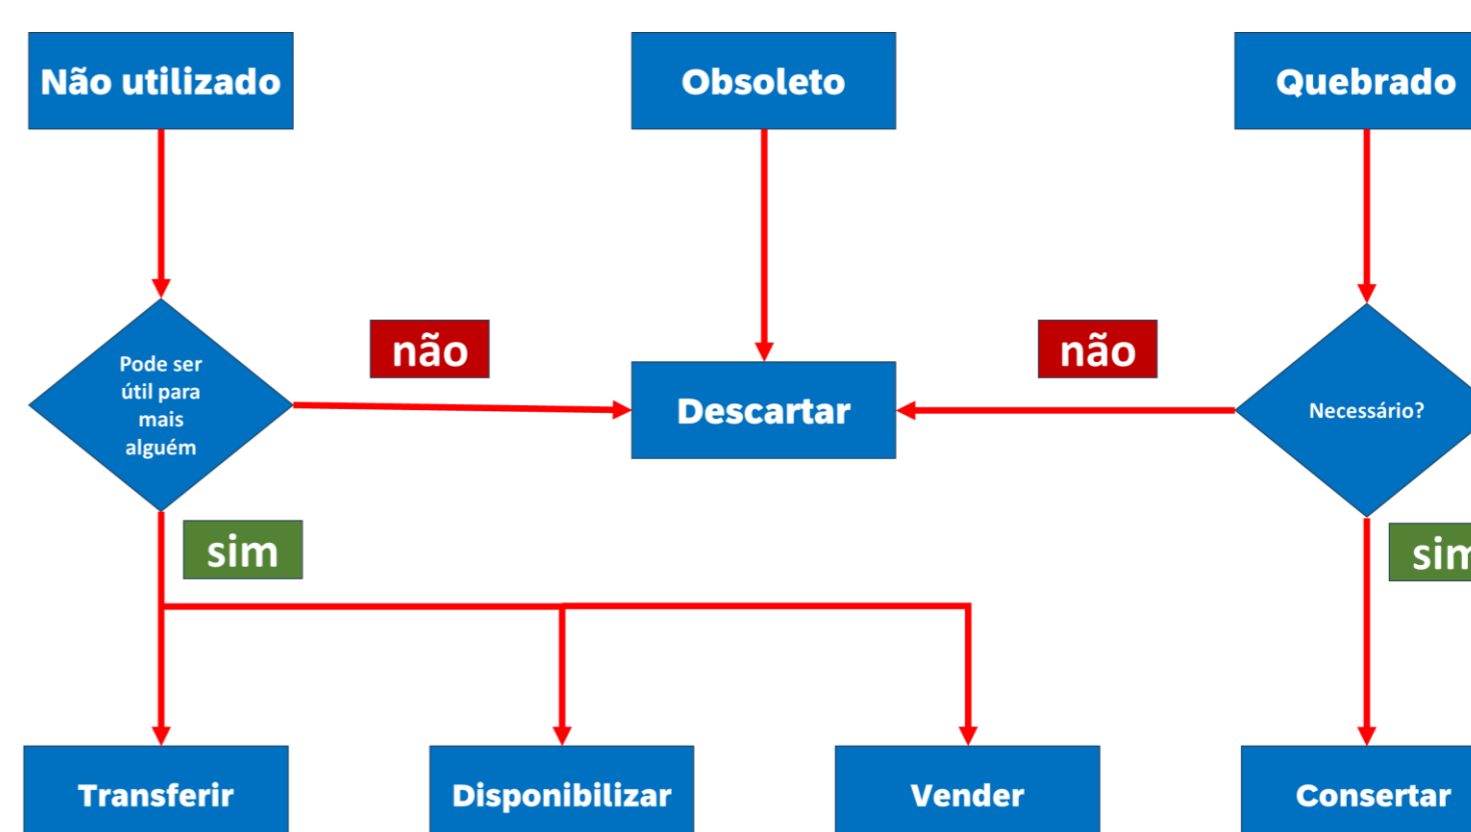 Não utilizado
Obsoleto
Quebrado
Pode ser
útil para
mais
alguém
não
Descartar
não
Necessário?
sim
sim
Transferir
Disponibilizar
Vender
Consertar